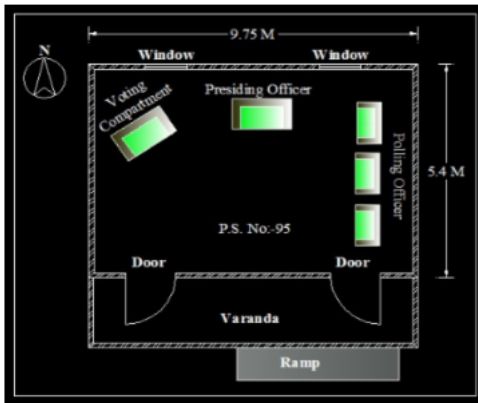 9.75 M
N
Window
Window
Voting
Compartment
Presiding Officer
Polling Officer
5.4 M
P.S. No:-95
Door
Door
Varanda
Ramp